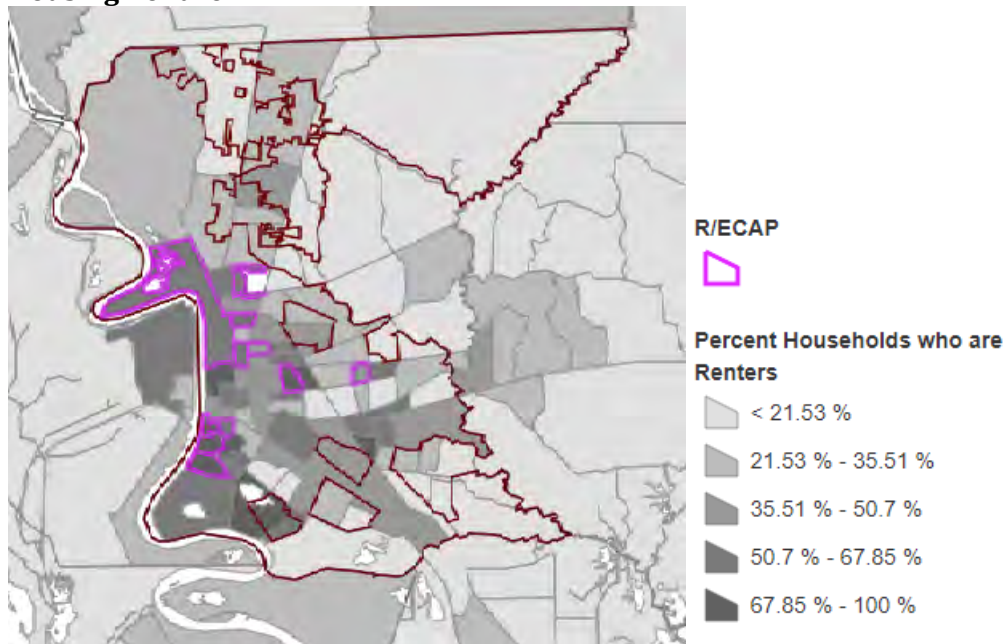 R/ECAP
Percent Households who are
Renters
< 21.53 %
21.53 % - 35.51 %
35.51 % - 50.7 %
50.7 % - 67.85 %
67.85 % - 100 %